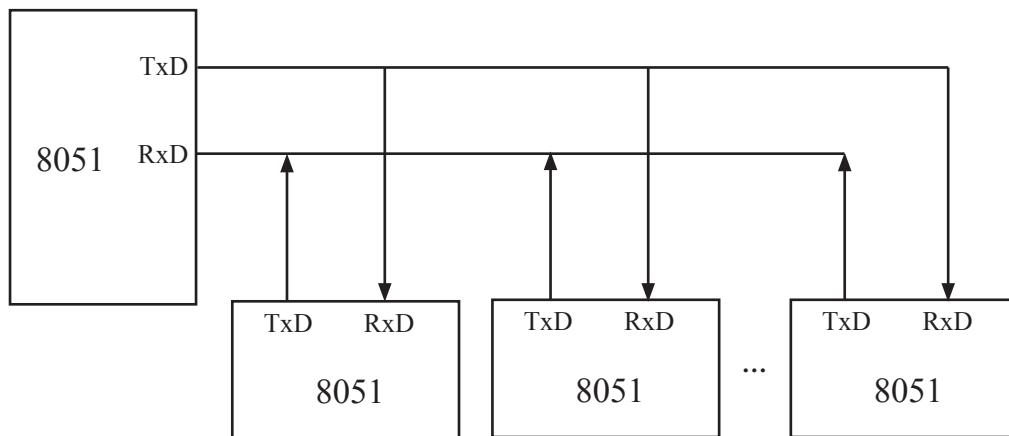 TxD
8051 RxD
TxD RxD TxD RxD TxD RxD
8051 8051 ... 8051